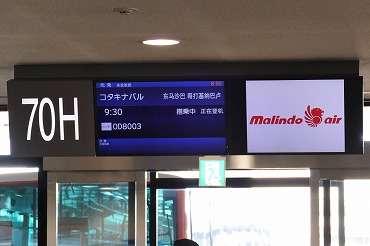 70H
コタキナバル 东马沙巴 哥打基纳巴卢
9:30 搭乗中 正在登机
OD8003
malindo air